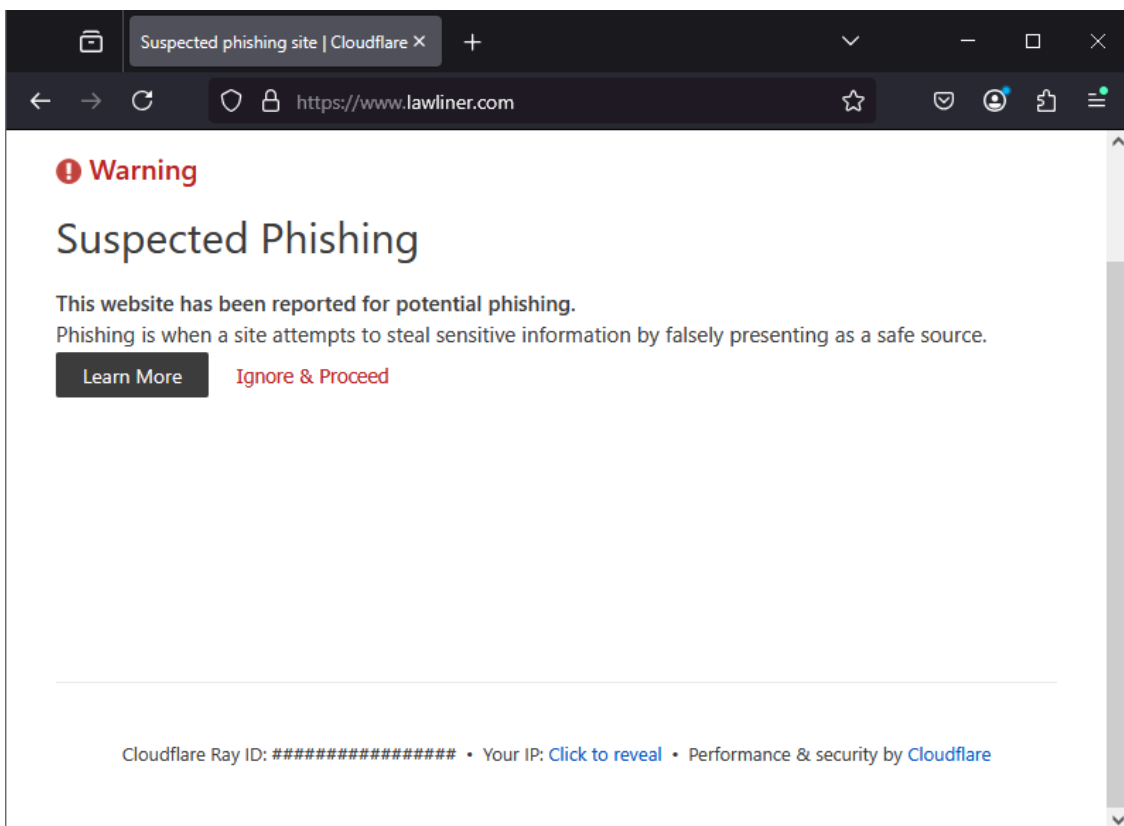 Suspected phishing site | Cloudflare
https://www.lawliner.com
Warning
Suspected Phishing
This website has been reported for potential phishing.
Phishing is when a site attempts to steal sensitive information by falsely presenting as a safe source.
Learn More Ignore & Proceed
Cloudflare Ray ID: ################# • Your IP: Click to reveal • Performance & security by Cloudflare